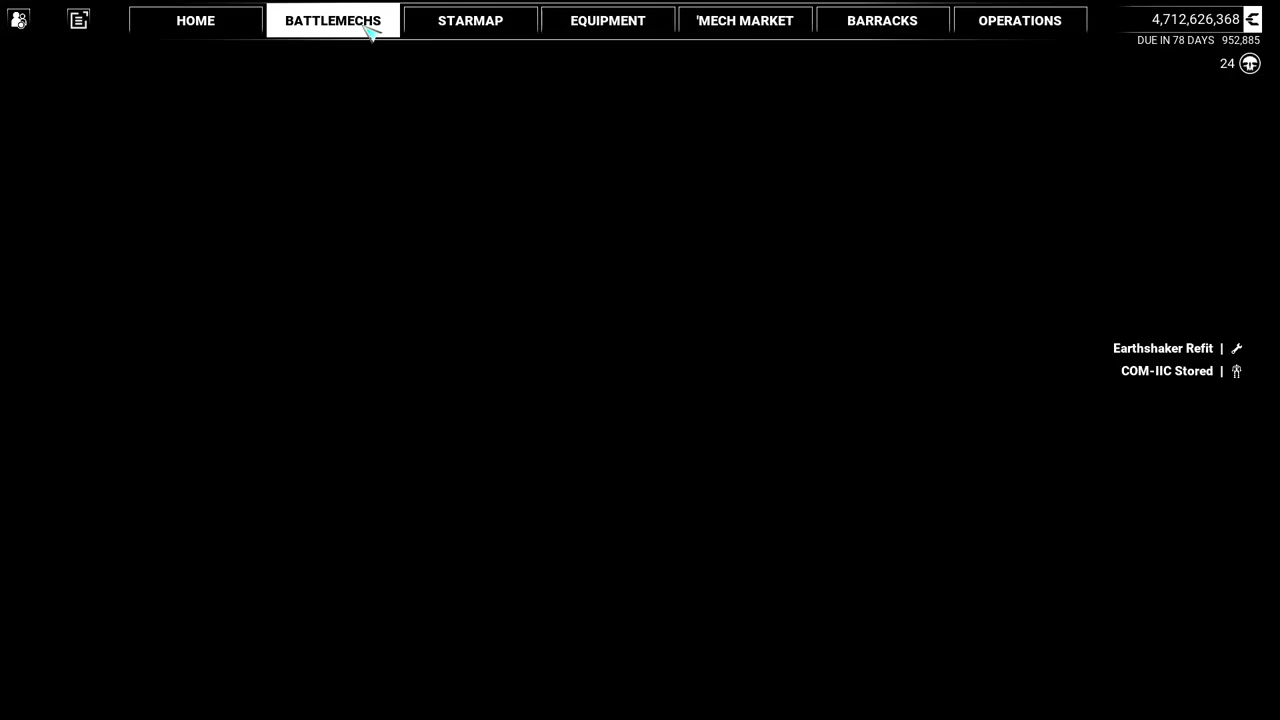 HOME
BATTLEMECHS
STARMAP
EQUIPMENT
'MECH MARKET
BARRACKS
OPERATIONS
4,712,626,368
DUE IN 78 DAYS 952,885
24
Earthshaker Refit |
COM-IIC Stored |